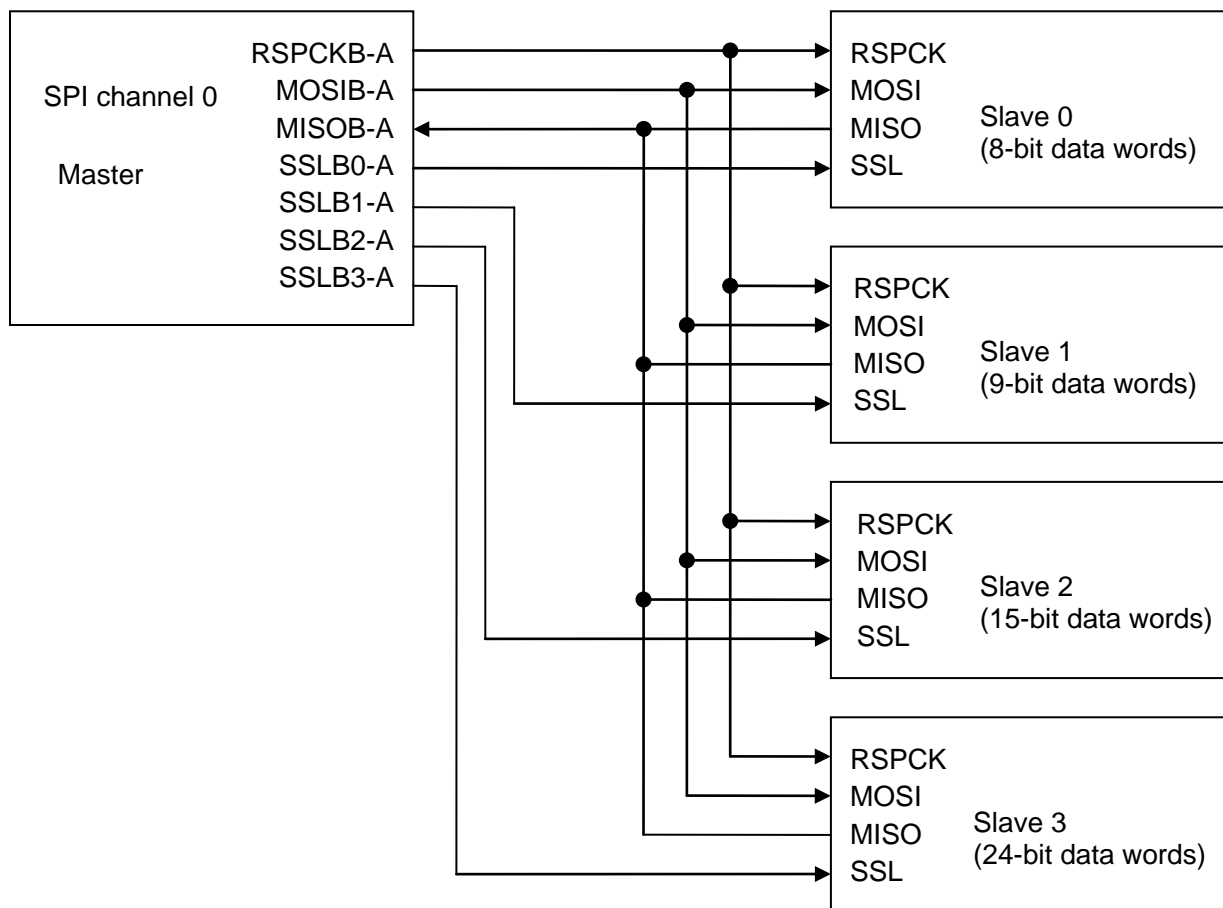 SPI channel 0
Master
RSPCKB-A
MOSIB-A
MISOB-A
SSLB0-A
SSLB1-A
SSLB2-A
SSLB3-A
RSPCK
MOSI
MISO
SSL
Slave 0
(8-bit data words)
RSPCK
MOSI
MISO
SSL
Slave 1
(9-bit data words)
RSPCK
MOSI
MISO
SSL
Slave 2
(15-bit data words)
RSPCK
MOSI
MISO
SSL
Slave 3
(24-bit data words)